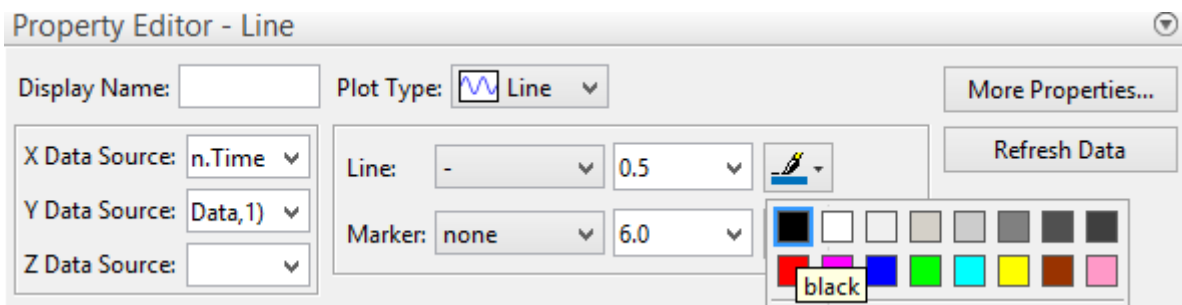 Property Editor - Line
Display Name:
Plot Type: Line
More Properties...
X Data Source: n.Time
Line: - 0.5
Refresh Data
Y Data Source: Data,1)
Marker: none 6.0
Z Data Source:
black